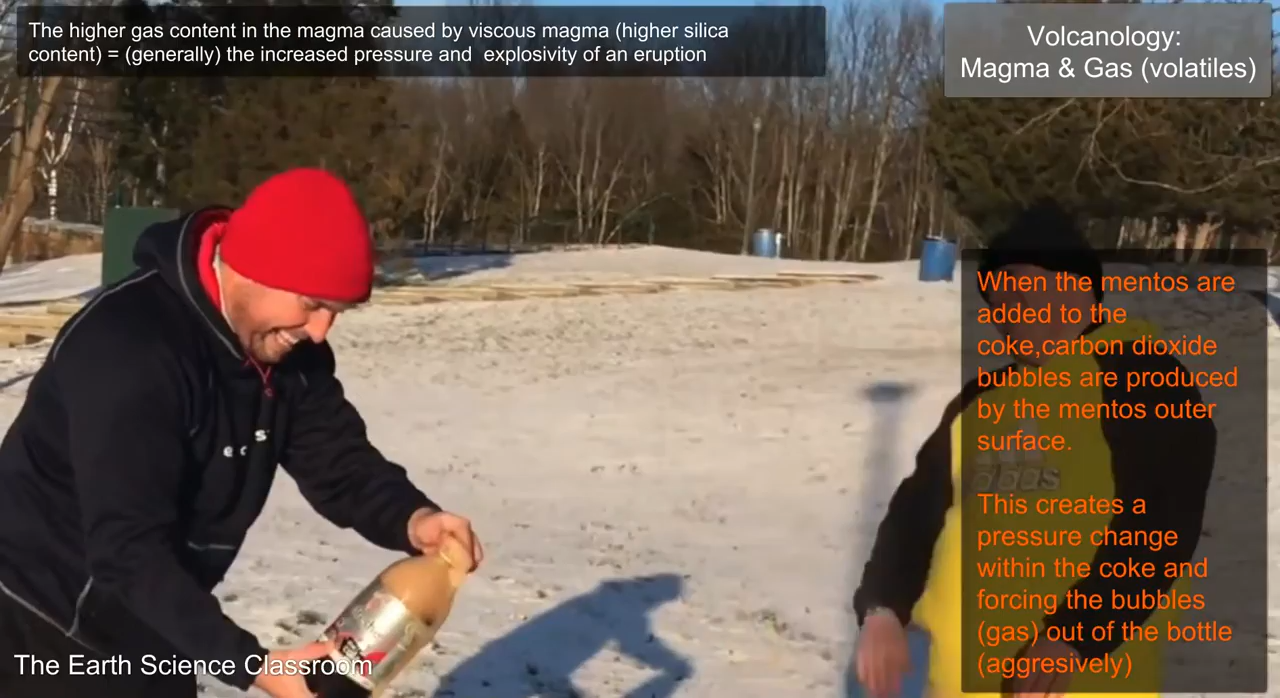 The higher gas content in the magma caused by viscous magma (higher silica
content) = (generally) the increased pressure and  explosivity of an eruption
Volcanology:
Magma & Gas (volatiles)
When the mentos are
added to the
coke,carbon dioxide
bubbles are produced
by the mentos outer
surface.
adidas
This creates a
pressure change
within the coke and
forcing the bubbles
(gas) out of the bottle
(aggresively)
The Earth Science Classroom